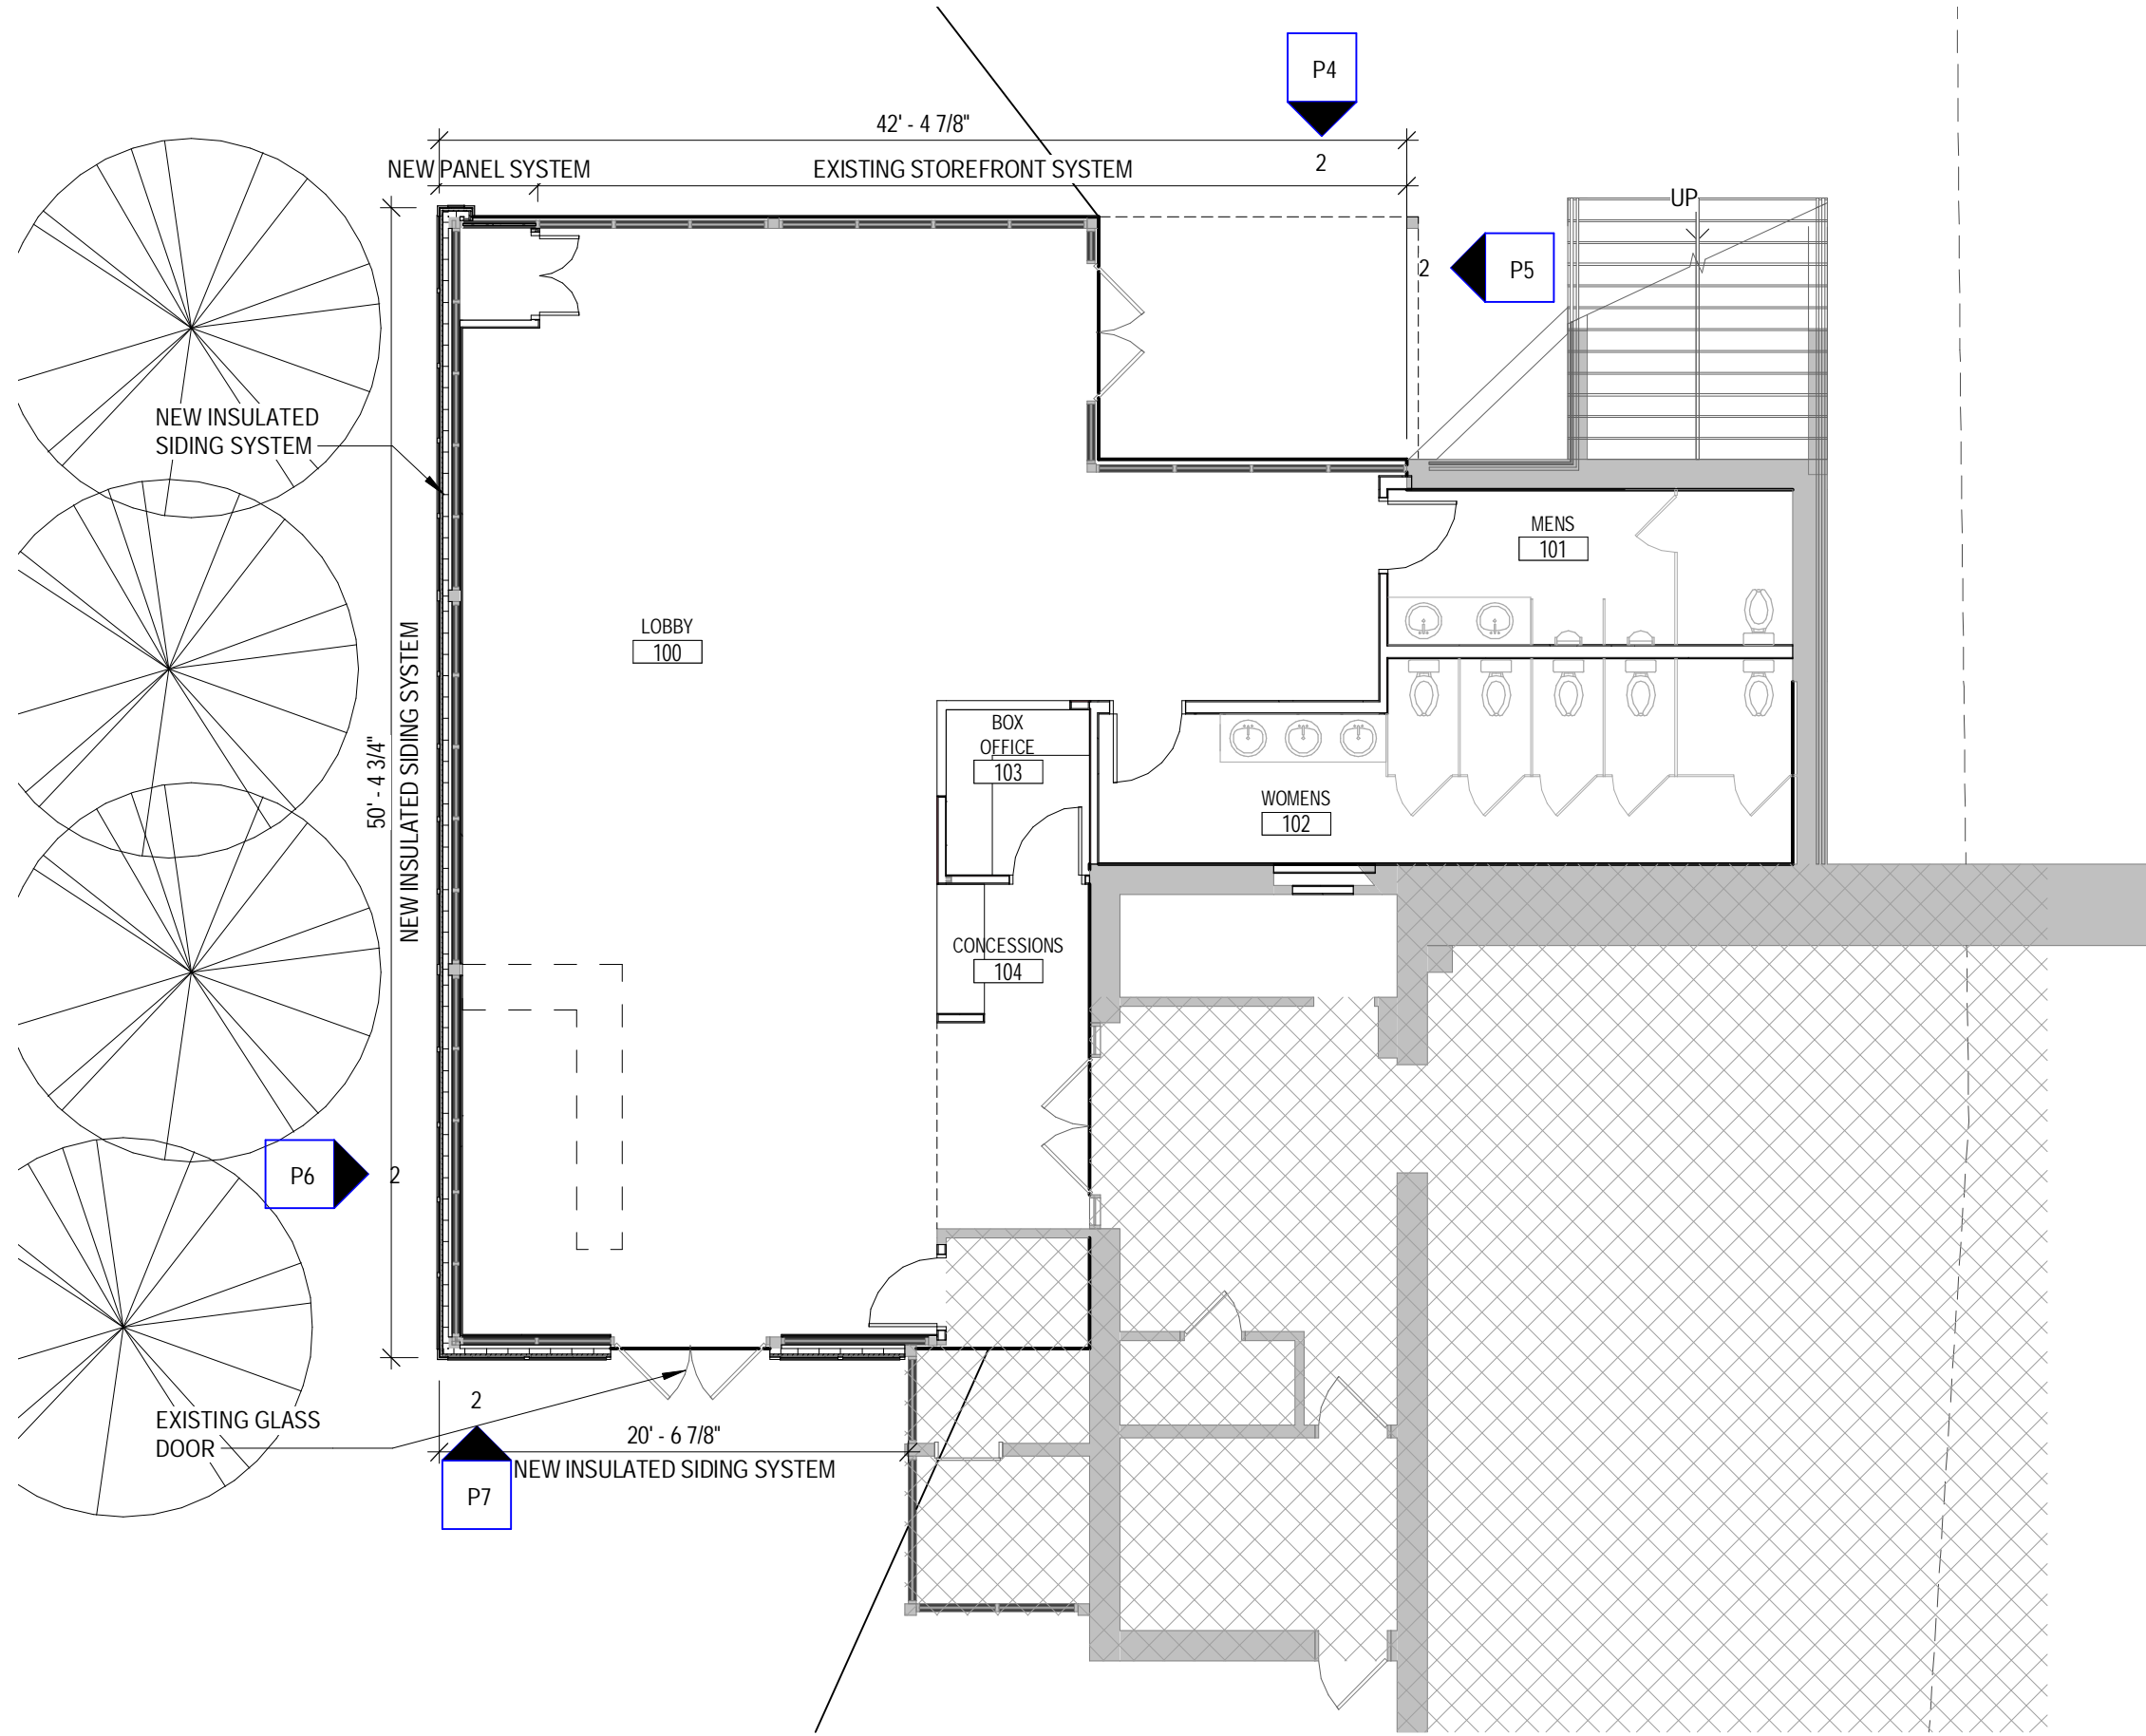 P4
42' - 4 7/8"
2
NEW PANEL SYSTEM
EXISTING STOREFRONT SYSTEM
UP
2
P5
NEW INSULATED
SIDING SYSTEM
MENS
101
LOBBY
100
50' - 4 3/4"
NEW INSULATED SIDING SYSTEM
BOX
OFFICE
103
WOMENS
102
CONCESSIONS
104
P6
2
EXISTING GLASS
DOOR
2
20' - 6 7/8"
NEW INSULATED SIDING SYSTEM
P7